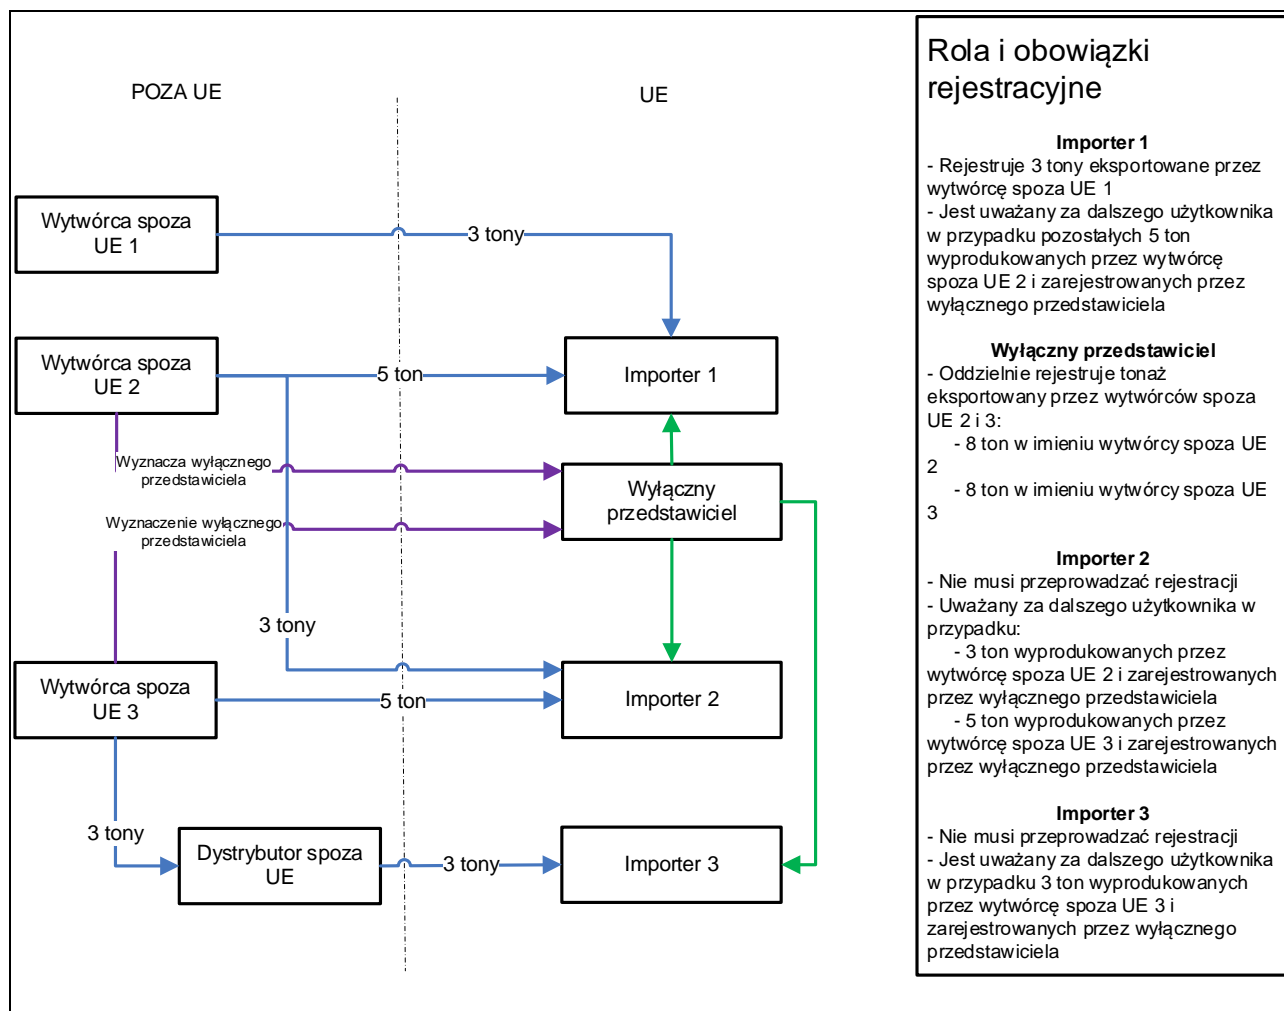 POZA UE
UE
Wytwórca spoza
UE 1
3 tony
Wytwórca spoza
UE 2
5 ton
Importer 1
Wyznacza wyłącznego
przedstawiciela
Wyłączny
przedstawiciel
Wyznaczenie wyłącznego
przedstawiciela
3 tony
Wytwórca spoza
UE 3
5 ton
Importer 2
3 tony
Dystrybutor spoza
UE
3 tony
Importer 3
Rola i obowiązki
rejestracyjne
Importer 1
- Rejestruje 3 tony eksportowane przez
wytwórcę spoza UE 1
- Jest uważany za dalszego użytkownika
w przypadku pozostałych 5 ton
wyprodukowanych przez wytwórcę
spoza UE 2 i zarejestrowanych przez
wyłącznego przedstawiciela
Wyłączny przedstawiciel
- Oddzielnie rejestruje tonaż
eksportowany przez wytwórców spoza
UE 2 i 3:
- 8 ton w imieniu wytwórcy spoza UE
2
- 8 ton w imieniu wytwórcy spoza UE
3
Importer 2
- Nie musi przeprowadzać rejestracji
- Uważany za dalszego użytkownika w
przypadku:
- 3 ton wyprodukowanych przez
wytwórcę spoza UE 2 i zarejestrowanych
przez wyłącznego przedstawiciela
- 5 ton wyprodukowanych przez
wytwórcę spoza UE 3 i zarejestrowanych
przez wyłącznego przedstawiciela
Importer 3
- Nie musi przeprowadzać rejestracji
- Jest uważany za dalszego użytkownika
w przypadku 3 ton wyprodukowanych
przez wytwórcę spoza UE 3 i
zarejestrowanych przez wyłącznego
przedstawiciela